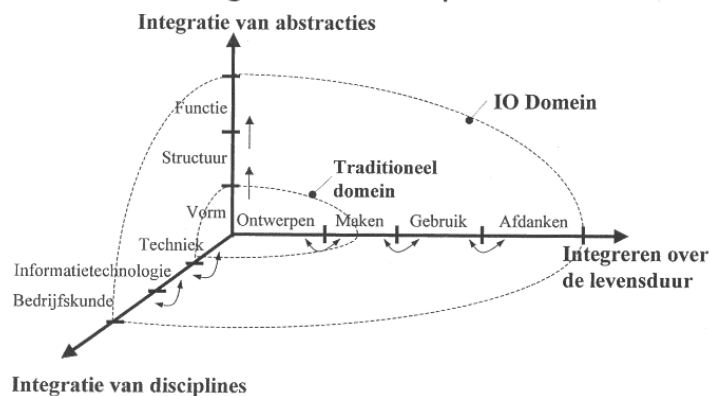 Integratie van abstracties
Functie
IO Domein
Structuur
Traditioneel
domein
Vorm
Ontwerpen
Maken
Gebruik
Afdanken
Techniek
Integreren over
de levensduur
Informatietechnologie
Bedrijfskunde
Integratie van disciplines